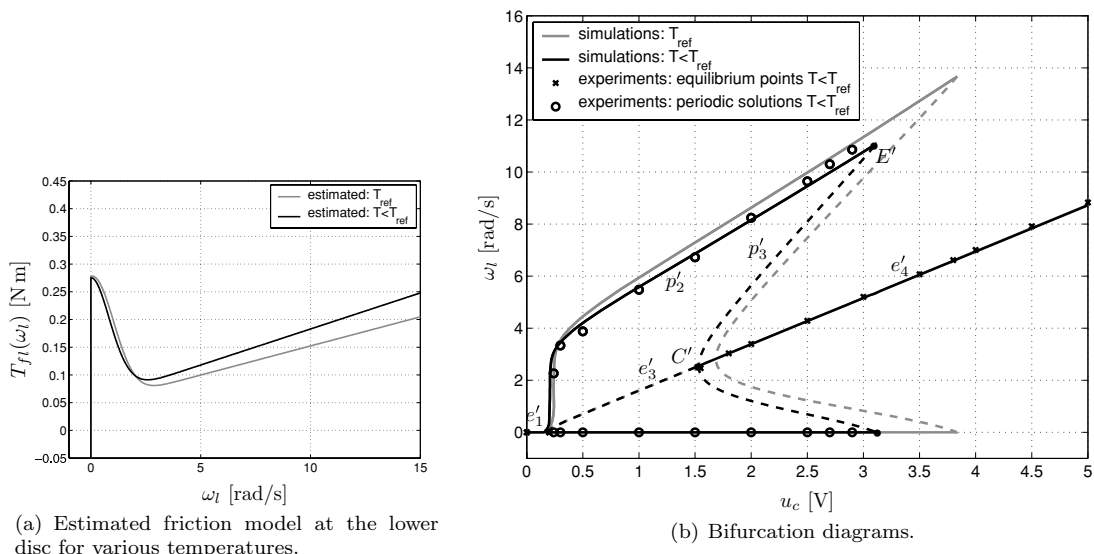 0.45
0.4
0.35
0.3
0.25
0.20
0.15
0.1
0.05
0
−0.05
T_fl(ω_l) [N m]
estimated: T_ref
estimated: T<T_ref
0 5 10 15
ω_l [rad/s]
(a) Estimated friction model at the lower
disc for various temperatures.
16
14
12
10
8
6
4
2
0
ω_l [rad/s]
simulations: T_ref
simulations: T<T_ref
experiments: equilibrium points T<T_ref
experiments: periodic solutions T<T_ref
E′
p′_3
p′_2
e′_4
C′
e′_3
e′_1
0 0.5 1 1.5 2 2.5 3 3.5 4 4.5 5
u_c [V]
(b) Bifurcation diagrams.